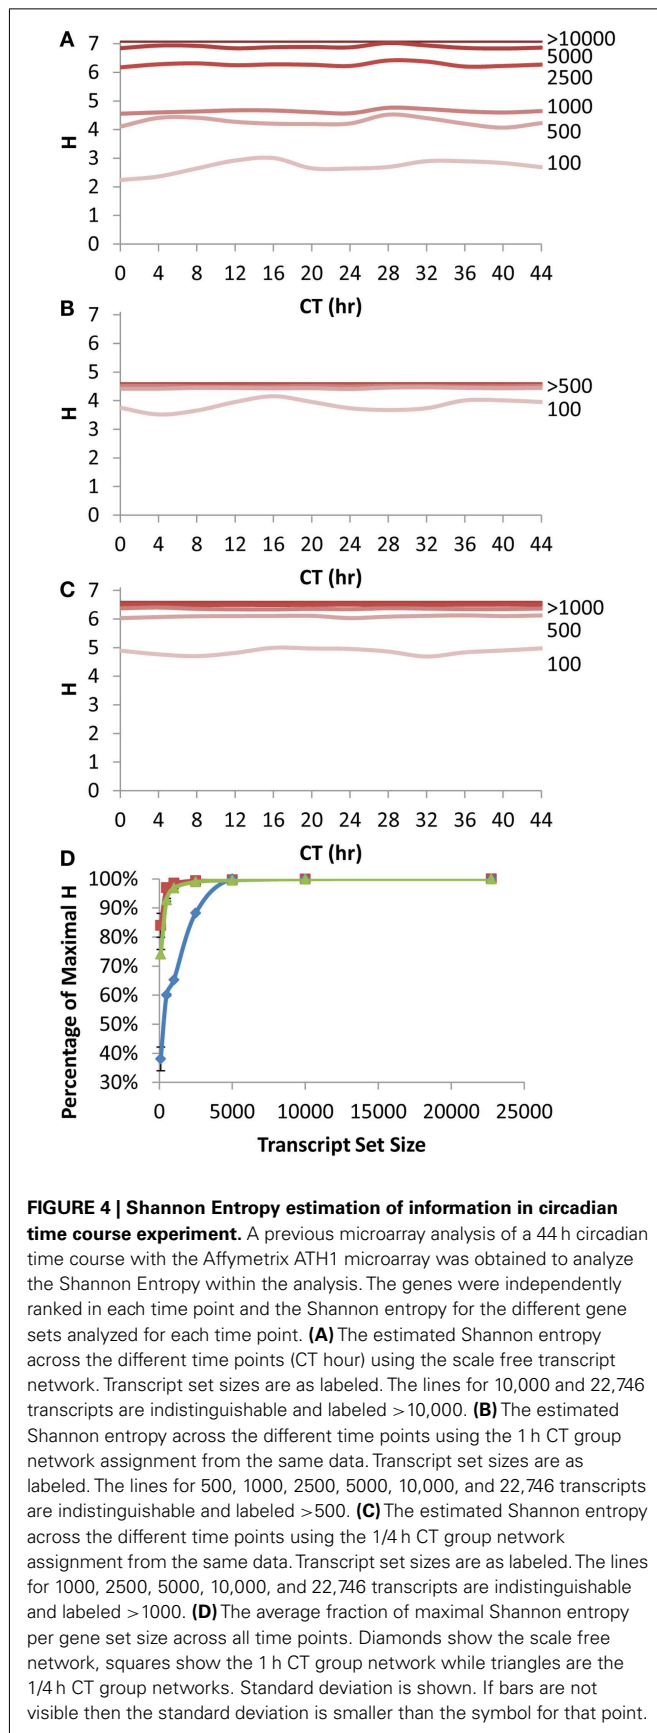 A
7
6
5
4
3
2
1
0
H
>10000
5000
2500
1000
500
100
0 4 8 12 16 20 24 28 32 36 40 44
CT (hr)
B
7
6
5
4
3
2
1
0
H
>500
100
0 4 8 12 16 20 24 28 32 36 40 44
CT (hr)
C
7
6
5
4
3
2
1
0
H
>1000
500
100
0 4 8 12 16 20 24 28 32 36 40 44
CT (hr)
D
100%
90%
80%
70%
60%
50%
40%
30%
Percentage of Maximal H
0 5000 10000 15000 20000 25000
Transcript Set Size
FIGURE 4 | Shannon Entropy estimation of information in circadian
time course experiment. A previous microarray analysis of a 44 h circadian
time course with the Affymetrix ATH1 microarray was obtained to analyze
the Shannon Entropy within the analysis. The genes were independently
ranked in each time point and the Shannon entropy for the different gene
sets analyzed for each time point. (A) The estimated Shannon entropy
across the different time points (CT hour) using the scale free transcript
network. Transcript set sizes are as labeled. The lines for 10,000 and 22,746
transcripts are indistinguishable and labeled >10,000. (B) The estimated
Shannon entropy across the different time points using the 1 h CT group
network assignment from the same data. Transcript set sizes are as
labeled. The lines for 500, 1000, 2500, 5000, 10,000, and 22,746 transcripts
are indistinguishable and labeled >500. (C) The estimated Shannon entropy
across the different time points using the 1/4 h CT group network
assignment from the same data. Transcript set sizes are as labeled. The lines
for 1000, 2500, 5000, 10,000, and 22,746 transcripts are indistinguishable
and labeled >1000. (D) The average fraction of maximal Shannon entropy
per gene set size across all time points. Diamonds show the scale free
network, squares show the 1 h CT group network while triangles are the
1/4 h CT group networks. Standard deviation is shown. If bars are not
visible then the standard deviation is smaller than the symbol for that point.